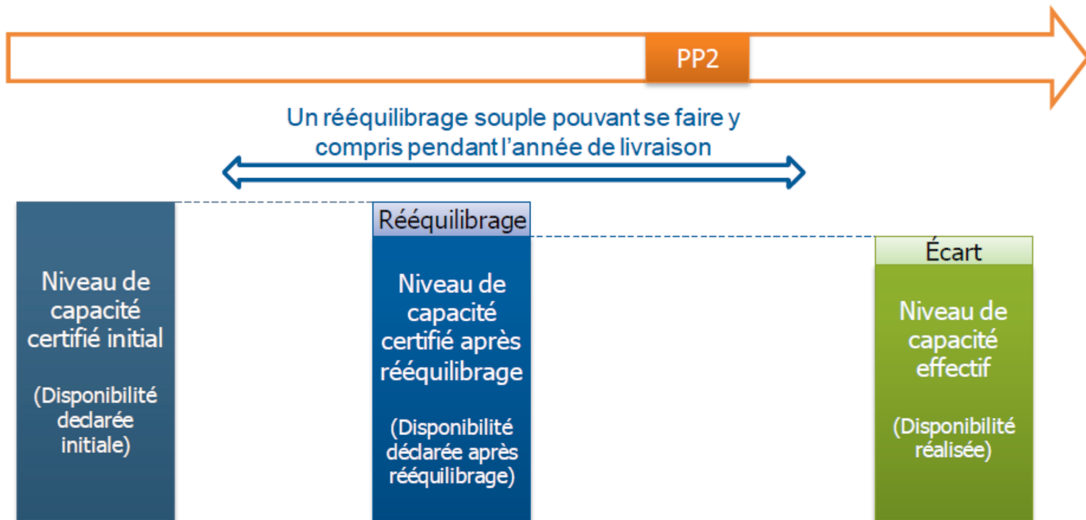 PP2
Un rééquilibrage souple pouvant se faire y
compris pendant l'année de livraison
Niveau de
capacité
certifié initial
(Disponibilité
declarée
initiale)
Rééquilibrage
Niveau de
capacité
certifié après
rééquilibrage
(Disponibilité
déclarée après
rééquilibrage)
Écart
Niveau de
capacité
effectif
(Disponibilité
réalisée)